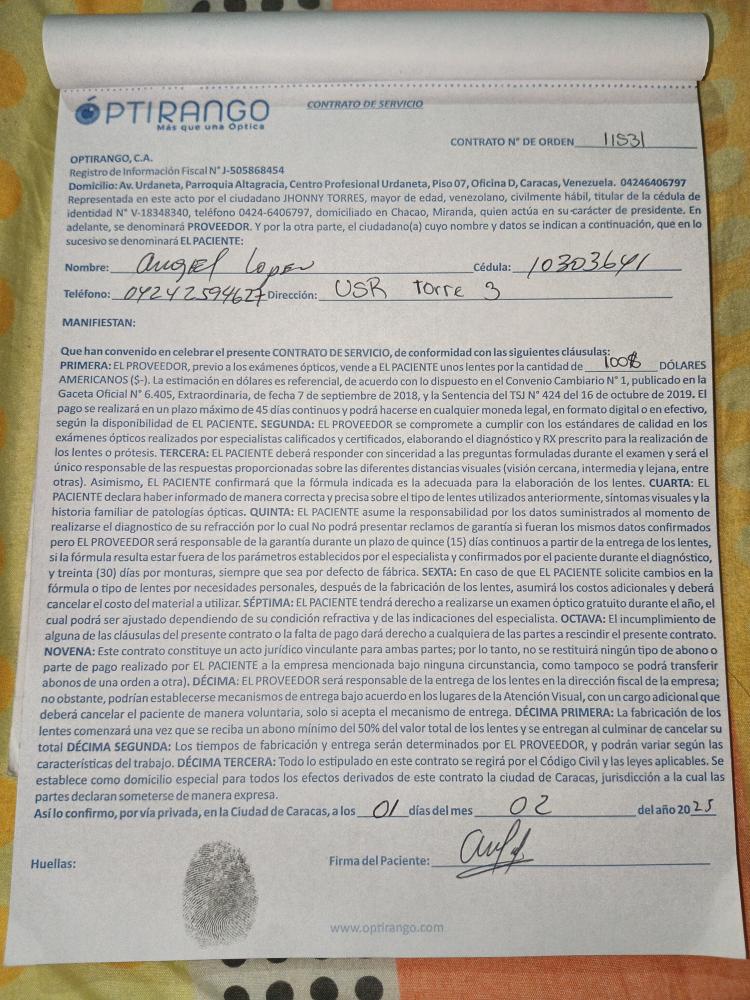 ÓPTIRANGO
Más que una Óptica
CONTRATO DE SERVICIO
CONTRATO N° DE ORDEN 11531
OPTIRANGO, C.A.
Registro de Información Fiscal N° J-505868454
Domicilio: Av. Urdaneta, Parroquia Altagracia, Centro Profesional Urdaneta, Piso 07, Oficina D, Caracas, Venezuela. 04246406797
Representada en este acto por el ciudadano JHONNY TORRES, mayor de edad, venezolano, civilmente hábil, titular de la cédula de
identidad N° V-18348340, teléfono 0424-6406797, domiciliado en Chacao, Miranda, quien actúa en su carácter de presidente. En
adelante, se denominará PROVEEDOR. Y por la otra parte, el ciudadano(a) cuyo nombre y datos se indican a continuación, que en lo
sucesivo se denominará EL PACIENTE:
Nombre: Angel Lopez Cédula: 10303641
Teléfono: 04242594627 Dirección: USR Torre 3
MANIFIESTAN:
Que han convenido en celebrar el presente CONTRATO DE SERVICIO, de conformidad con las siguientes cláusulas:
PRIMERA: EL PROVEEDOR, previo a los exámenes ópticos, vende a EL PACIENTE unos lentes por la cantidad de 100$ DÓLARES
AMERICANOS ($-). La estimación en dólares es referencial, de acuerdo con lo dispuesto en el Convenio Cambiario N° 1, publicado en la
Gaceta Oficial N° 6.405, Extraordinaria, de fecha 7 de septiembre de 2018, y la Sentencia del TSJ N° 424 del 16 de octubre de 2019. El
pago se realizará en un plazo máximo de 45 días continuos y podrá hacerse en cualquier moneda legal, en formato digital o en efectivo,
según la disponibilidad de EL PACIENTE. SEGUNDA: EL PROVEEDOR se compromete a cumplir con los estándares de calidad en los
exámenes ópticos realizados por especialistas calificados y certificados, elaborando el diagnóstico y RX prescrito para la realización de
los lentes o prótesis. TERCERA: EL PACIENTE deberá responder con sinceridad a las preguntas formuladas durante el examen y será el
único responsable de las respuestas proporcionadas sobre las diferentes distancias visuales (visión cercana, intermedia y lejana, entre
otras). Asimismo, EL PACIENTE confirmará que la fórmula indicada es la adecuada para la elaboración de los lentes. CUARTA: EL
PACIENTE declara haber informado de manera correcta y precisa sobre el tipo de lentes utilizados anteriormente, síntomas visuales y la
historia familiar de patologías ópticas. QUINTA: EL PACIENTE asume la responsabilidad por los datos suministrados al momento de
realizarse el diagnostico de su refracción por lo cual No podrá presentar reclamos de garantía si fueran los mismos datos confirmados
pero EL PROVEEDOR será responsable de la garantía durante un plazo de quince (15) días continuos a partir de la entrega de los lentes,
si la fórmula resulta estar fuera de los parámetros establecidos por el especialista y confirmados por el paciente durante el diagnóstico,
y treinta (30) días por monturas, siempre que sea por defecto de fábrica. SEXTA: En caso de que EL PACIENTE solicite cambios en la
fórmula o tipo de lentes por necesidades personales, después de la fabricación de los lentes, asumirá los costos adicionales y deberá
cancelar el costo del material a utilizar. SÉPTIMA: EL PACIENTE tendrá derecho a realizarse un examen óptico gratuito durante el año, el
cual podrá ser ajustado dependiendo de su condición refractiva y de las indicaciones del especialista. OCTAVA: El incumplimiento de
alguna de las cláusulas del presente contrato o la falta de pago dará derecho a cualquiera de las partes a rescindir el presente contrato.
NOVENA: Este contrato constituye un acto jurídico vinculante para ambas partes; por lo tanto, no se restituirá ningún tipo de abono o
parte de pago realizado por EL PACIENTE a la empresa mencionada bajo ninguna circunstancia, como tampoco se podrá transferir
abonos de una orden a otra). DÉCIMA: EL PROVEEDOR será responsable de la entrega de los lentes en la dirección fiscal de la empresa;
no obstante, podrían establecerse mecanismos de entrega bajo acuerdo en los lugares de la Atención Visual, con un cargo adicional que
deberá cancelar el paciente de manera voluntaria, solo si acepta el mecanismo de entrega. DÉCIMA PRIMERA: La fabricación de los
lentes comenzará una vez que se reciba un abono mínimo del 50% del valor total de los lentes y se entregan al culminar de cancelar su
total DÉCIMA SEGUNDA: Los tiempos de fabricación y entrega serán determinados por EL PROVEEDOR, y podrán variar según las
características del trabajo. DÉCIMA TERCERA: Todo lo estipulado en este contrato se regirá por el Código Civil y las leyes aplicables. Se
establece como domicilio especial para todos los efectos derivados de este contrato la ciudad de Caracas, jurisdicción a la cual las
partes declaran someterse de manera expresa.
Así lo confirmo, por vía privada, en la Ciudad de Caracas, a los 01 días del mes 02 del año 2025
Huellas:
Firma del Paciente:
www.optirango.com